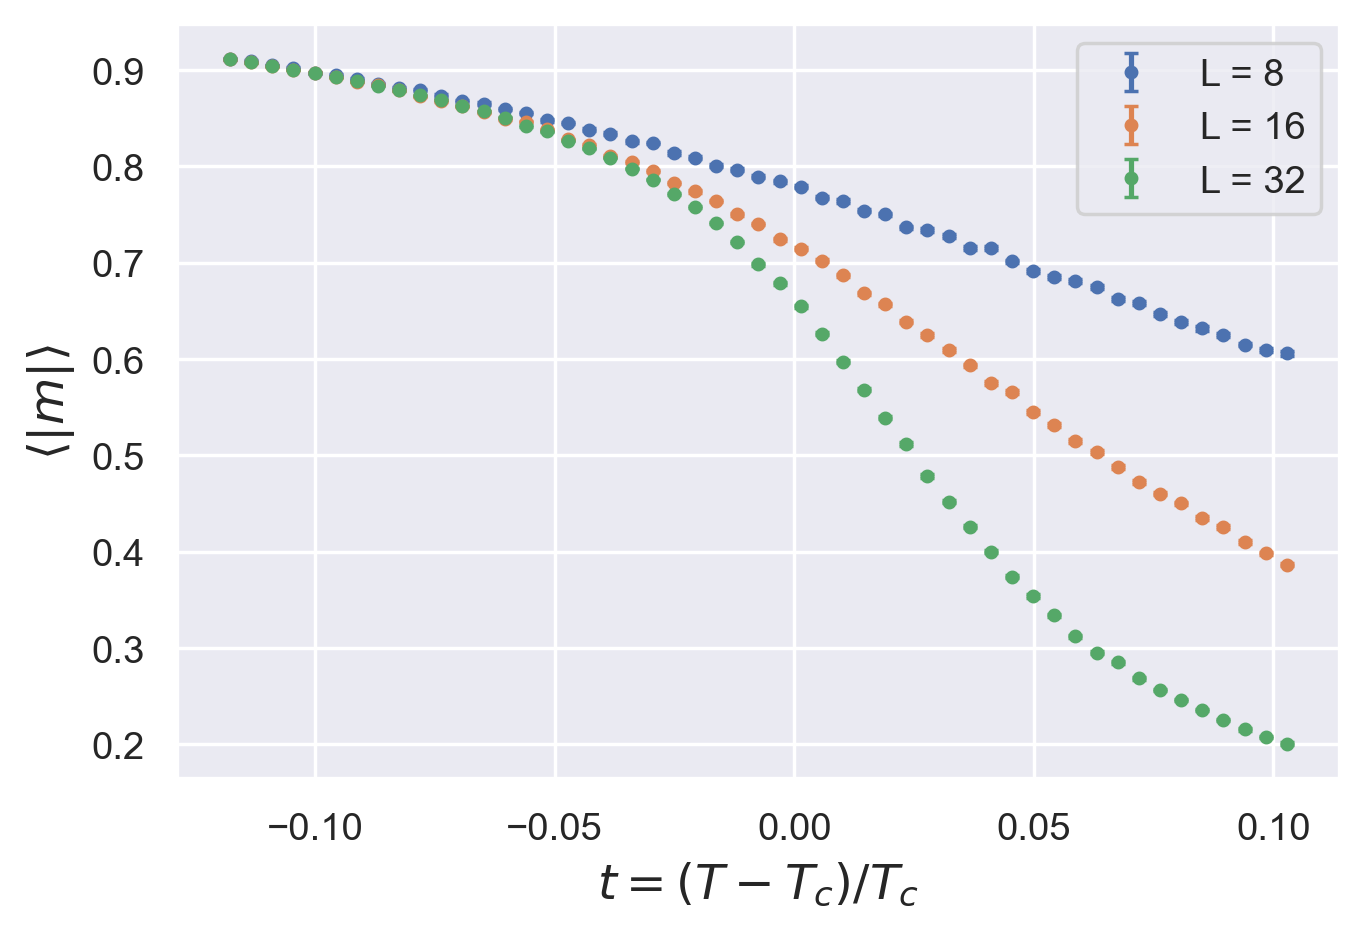 L = 8
L = 16
L = 32
⟨|m|⟩
0.9
0.8
0.7
0.6
0.5
0.4
0.3
0.2
−0.10 −0.05 0.00 0.05 0.10
t = (T − T_c)/T_c